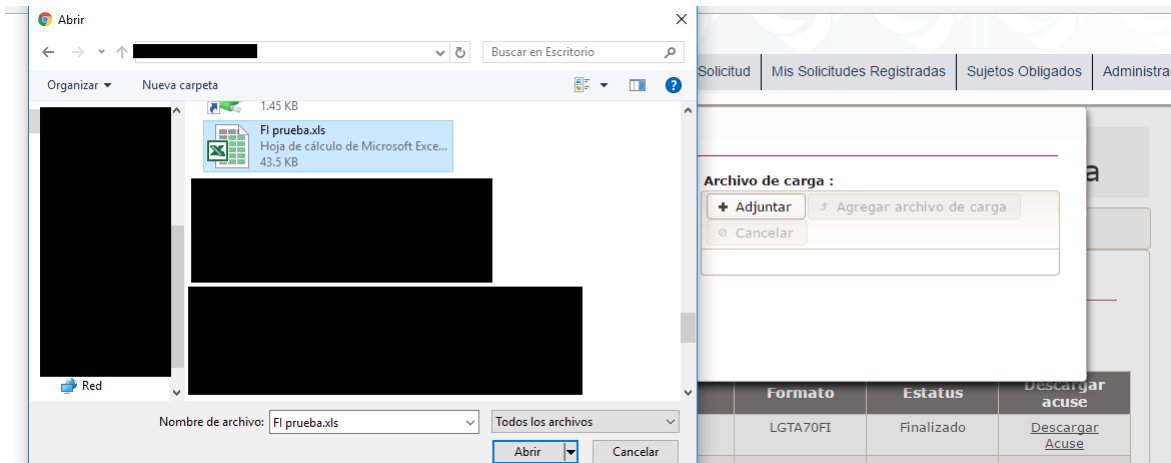 Abrir
Buscar en Escritorio
Organizar
Nueva carpeta
1.45 KB
FI prueba.xls
Hoja de cálculo de Microsoft Exce...
43.5 KB
Red
Nombre de archivo:
FI prueba.xls
Todos los archivos
Abrir
Cancelar
Solicitud
Mis Solicitudes Registradas
Sujetos Obligados
Administra
a
Archivo de carga :
Adjuntar
Agregar archivo de carga
Cancelar
Formato
Estatus
Descargar
acuse
LGTA70FI
Finalizado
Descargar
Acuse